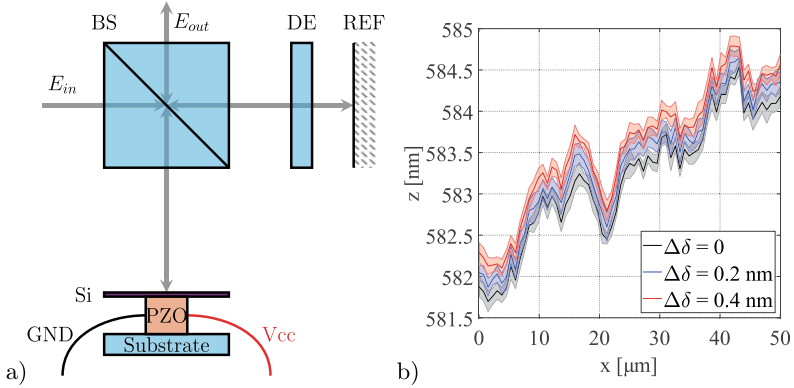 BS
E_out
DE
REF
E_in
Si
PZO
GND
Vcc
Substrate
a)
585
584.5
584
583.5
583
582.5
582
581.5
z [nm]
Δδ = 0
Δδ = 0.2 nm
Δδ = 0.4 nm
0 10 20 30 40 50
x [μm]
b)